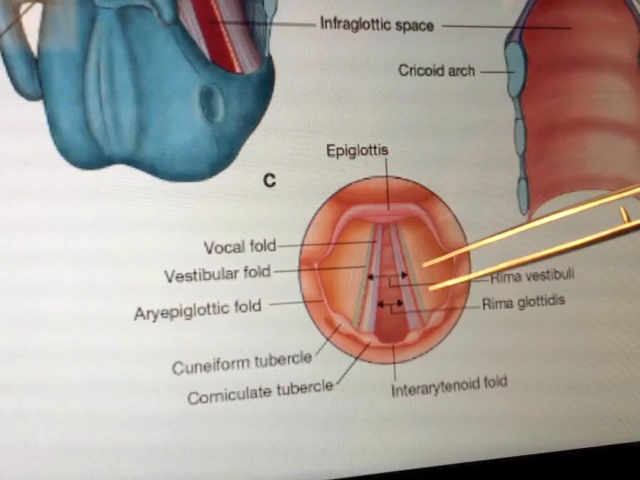 Infraglottic space
Cricoid arch
Epiglottis
C
Vocal fold
Vestibular fold
Rima vestibuli
Aryepiglottic fold
Rima glottidis
Cuneiform tubercle
Corniculate tubercle
Interarytenoid fold